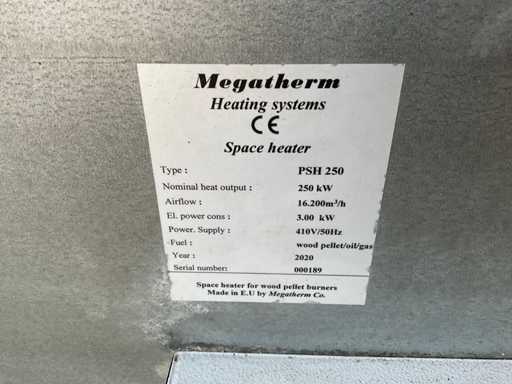 Megatherm
Heating systems
CE
Space heater
Type : PSH 250
Nominal heat output : 250 kW
Airflow : 16.200m³/h
El. power cons : 3.00 kW
Power. Supply : 410V/50Hz
Fuel : wood pellet/oil/gas
Year : 2020
Serial number: 000189
Space heater for wood pellet burners
Made in E.U by Megatherm Co.